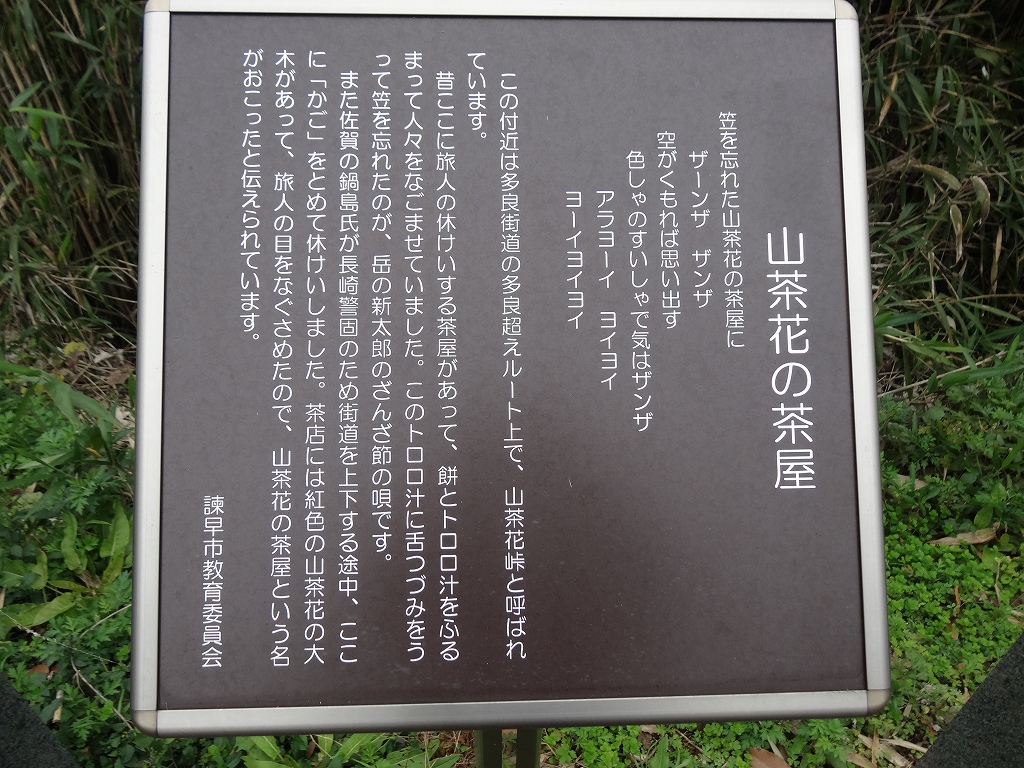 山茶花の茶屋
笠を忘れた山茶花の茶屋に
ザーンザ　ザンザ
空がくもれば思い出す
色しゃのすいしゃで気はザンザ
アラヨーイ　ヨイヨイ
ヨーイヨイヨイ
この付近は多良街道の多良超えルート上で、山茶花峠と呼ばれ
ています。
昔ここに旅人の休けいする茶屋があって、餅とトロロ汁をふる
まって人々をなごませていました。このトロロ汁に舌つづみをう
って笠を忘れたのが、岳の新太郎のざんざ節の唄です。
また佐賀の鍋島氏が長崎警固のため街道を上下する途中、ここ
に「かご」をとめて休けいしました。茶店には紅色の山茶花の大
木があって、旅人の目をなぐさめたので、山茶花の茶屋という名
がおこったと伝えられています。
諫早市教育委員会